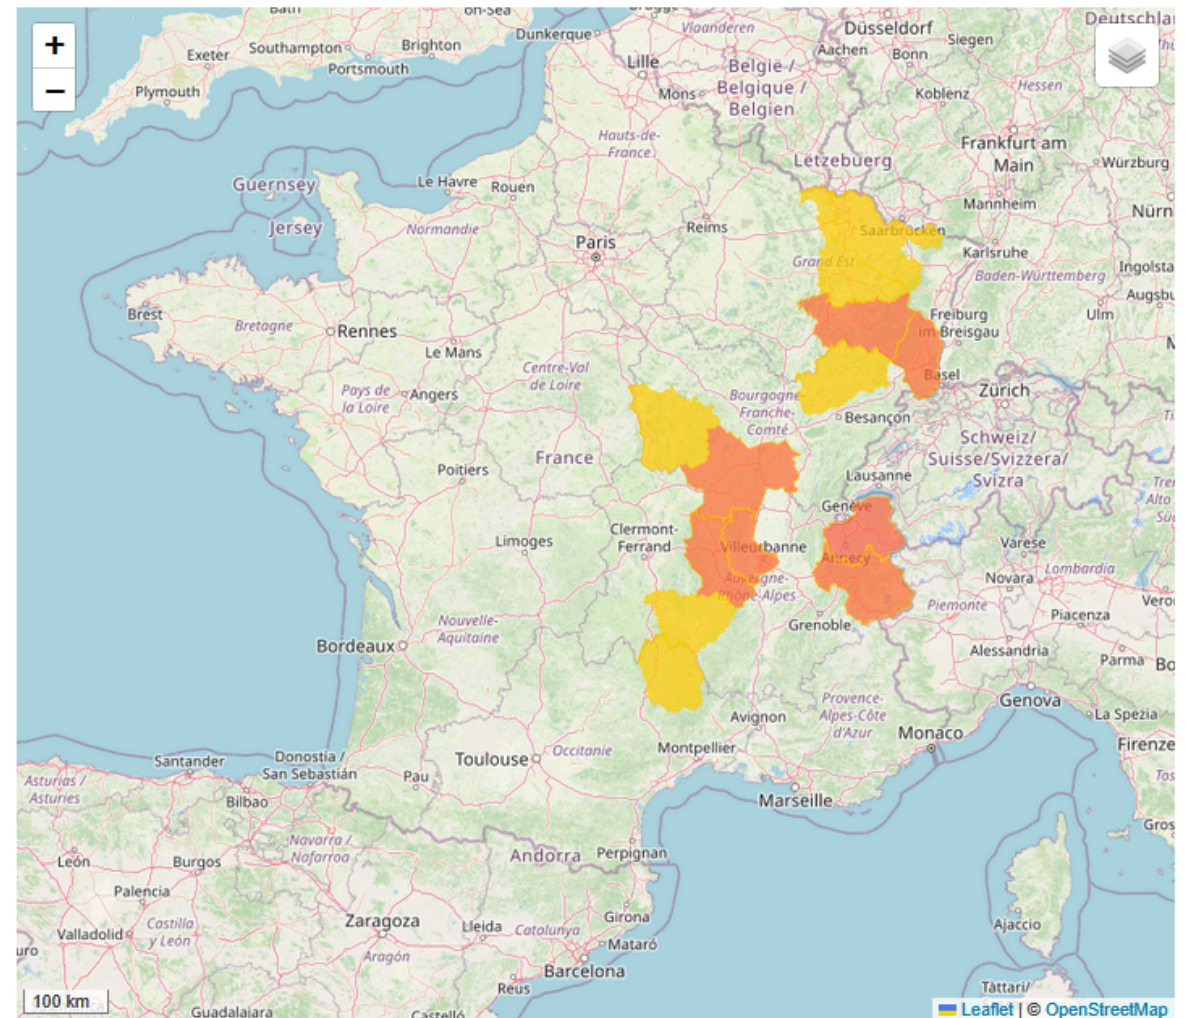 Bath
on-Sea
Brugge
Deutschlan
+
−
Exeter
Southampton
Brighton
Portsmouth
Plymouth
Dunkerque
Lille
Mons
Vlaanderen
België /
Belgique /
Belgien
Düsseldorf
Aachen
Bonn
Siegen
Koblenz
Hessen
Frankfurt am
Main
Würzburg
Lëtzebuerg
Mannheim
Nürn
Hauts-de-
France
Guernsey
Jersey
Le Havre
Rouen
Normandie
Paris
Reims
Saarbrücken
Grand Est
Karlsruhe
Baden-Württemberg
Ingolsta
Augsbu
Ulm
Brest
Bretagne
Rennes
Le Mans
Freiburg
im Breisgau
Basel
Zürich
Centre-Val
de Loire
Pays de
la Loire
Angers
Bourgogne-
Franche-
Comté
Besançon
Schweiz/
Suisse/Svizzera/
Svizra
Lausanne
Genève
France
Poitiers
Limoges
Clermont-
Ferrand
Villeurbanne
Annecy
Auvergne-
Rhône-Alpes
Grenoble
Varese
Lombardia
Novara
Piemonte
Piacenza
Alessandria
Parma
Genova
La Spezia
Firenze
Nouvelle-
Aquitaine
Bordeaux
Provence-
Alpes-Côte
d'Azur
Avignon
Monaco
Montpellier
Marseille
Toulouse
Occitanie
Santander
Donostia /
San Sebastián
Pau
Asturias /
Asturies
Bilbao
León
Burgos
Navarra /
Nafarroa
Andorra
Perpignan
Palencia
Zaragoza
Lleida
Catalunya
Girona
Mataró
Barcelona
Valladolid
Castilla
y León
Aragón
Reus
Ajaccio
Tàttari/
Gros
100 km
Guadalajara
Castelló
Leaflet | © OpenStreetMap